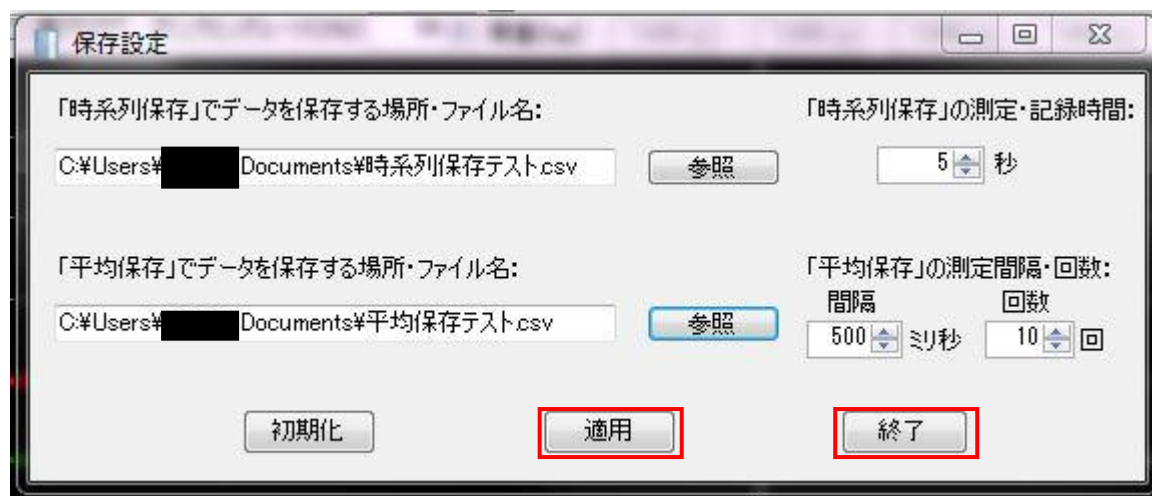 保存設定
「時系列保存」でデータを保存する場所・ファイル名:
「時系列保存」の測定・記録時間:
C:¥Users¥ Documents¥時系列保存テスト.csv
参照
5 秒
「平均保存」でデータを保存する場所・ファイル名:
「平均保存」の測定間隔・回数:
間隔 回数
C:¥Users¥ Documents¥平均保存テスト.csv
参照
500 ミリ秒 10 回
初期化 適用 終了